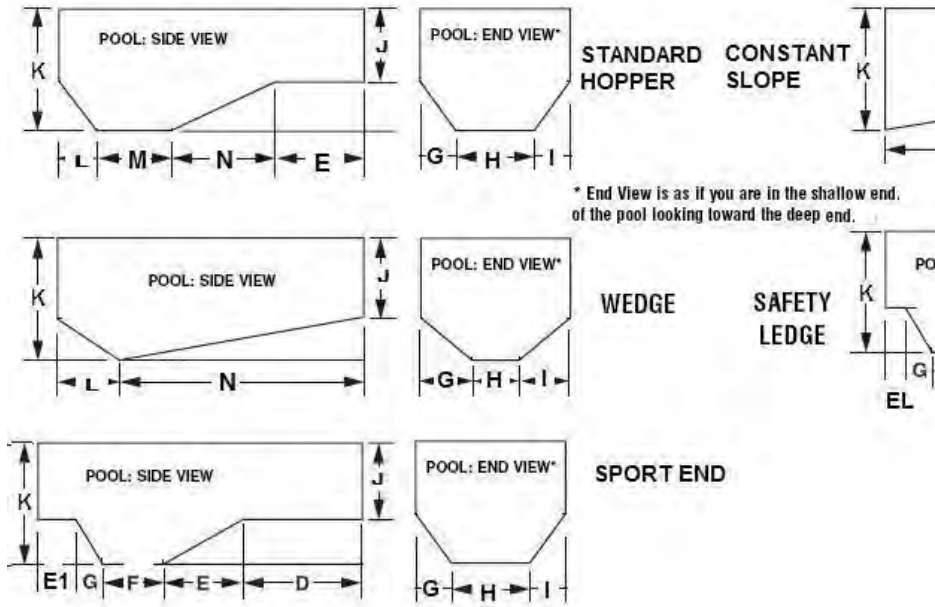 POOL: SIDE VIEW
K
J
L M N E
POOL: END VIEW*
G H I
STANDARD
HOPPER
CONSTANT
SLOPE
K
* End View is as if you are in the shallow end.
of the pool looking toward the deep end.
POOL: SIDE VIEW
K
J
L N
POOL: END VIEW*
G H I
WEDGE
SAFETY
LEDGE
K
PO
G
EL
POOL: SIDE VIEW
K
J
E1 G F E D
POOL: END VIEW*
G H I
SPORT END